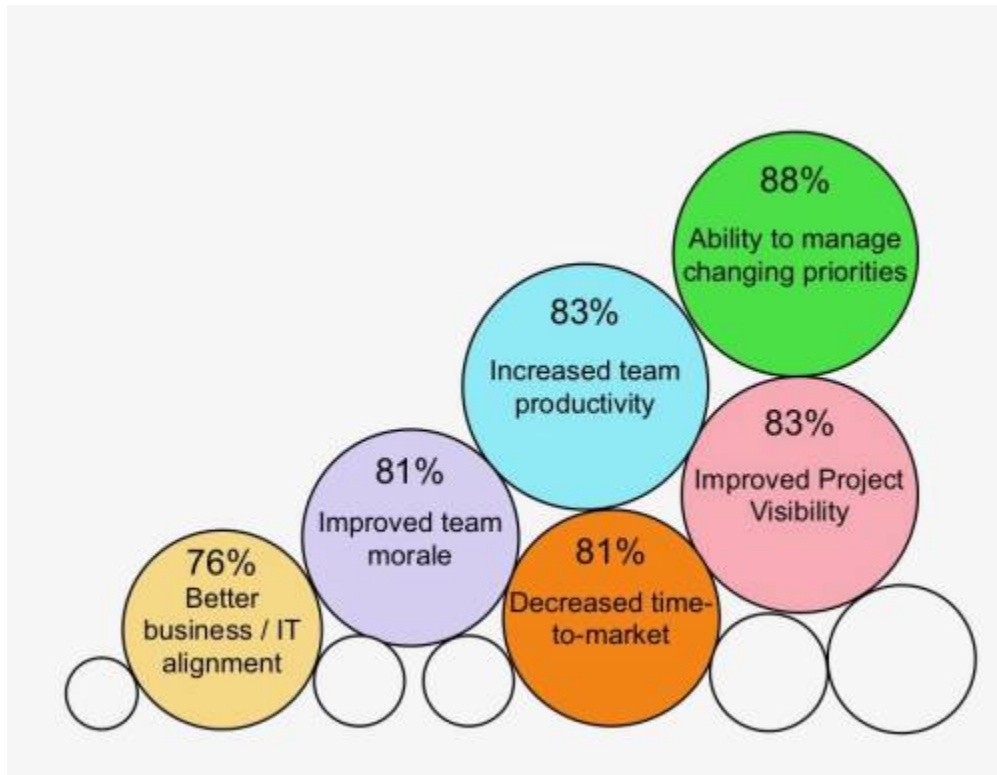 88%
Ability to manage
changing priorities
83%
Increased team
productivity
83%
Improved Project
Visibility
81%
Improved team
morale
81%
Decreased time-
to-market
76%
Better
business / IT
alignment